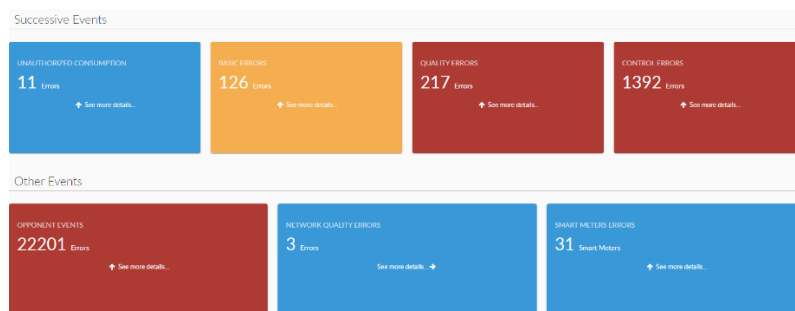 Successive Events
UNAUTHORIZED CONSUMPTION
11 Errors
See more details...
BASIC ERRORS
126 Errors
See more details...
QUALITY ERRORS
217 Errors
See more details...
CONTROL ERRORS
1392 Errors
See more details...
Other Events
OPPONENT EVENTS
22201 Errors
See more details...
NETWORK QUALITY ERRORS
3 Errors
See more details...
SMART METERS ERRORS
31 Smart Meters
See more details...